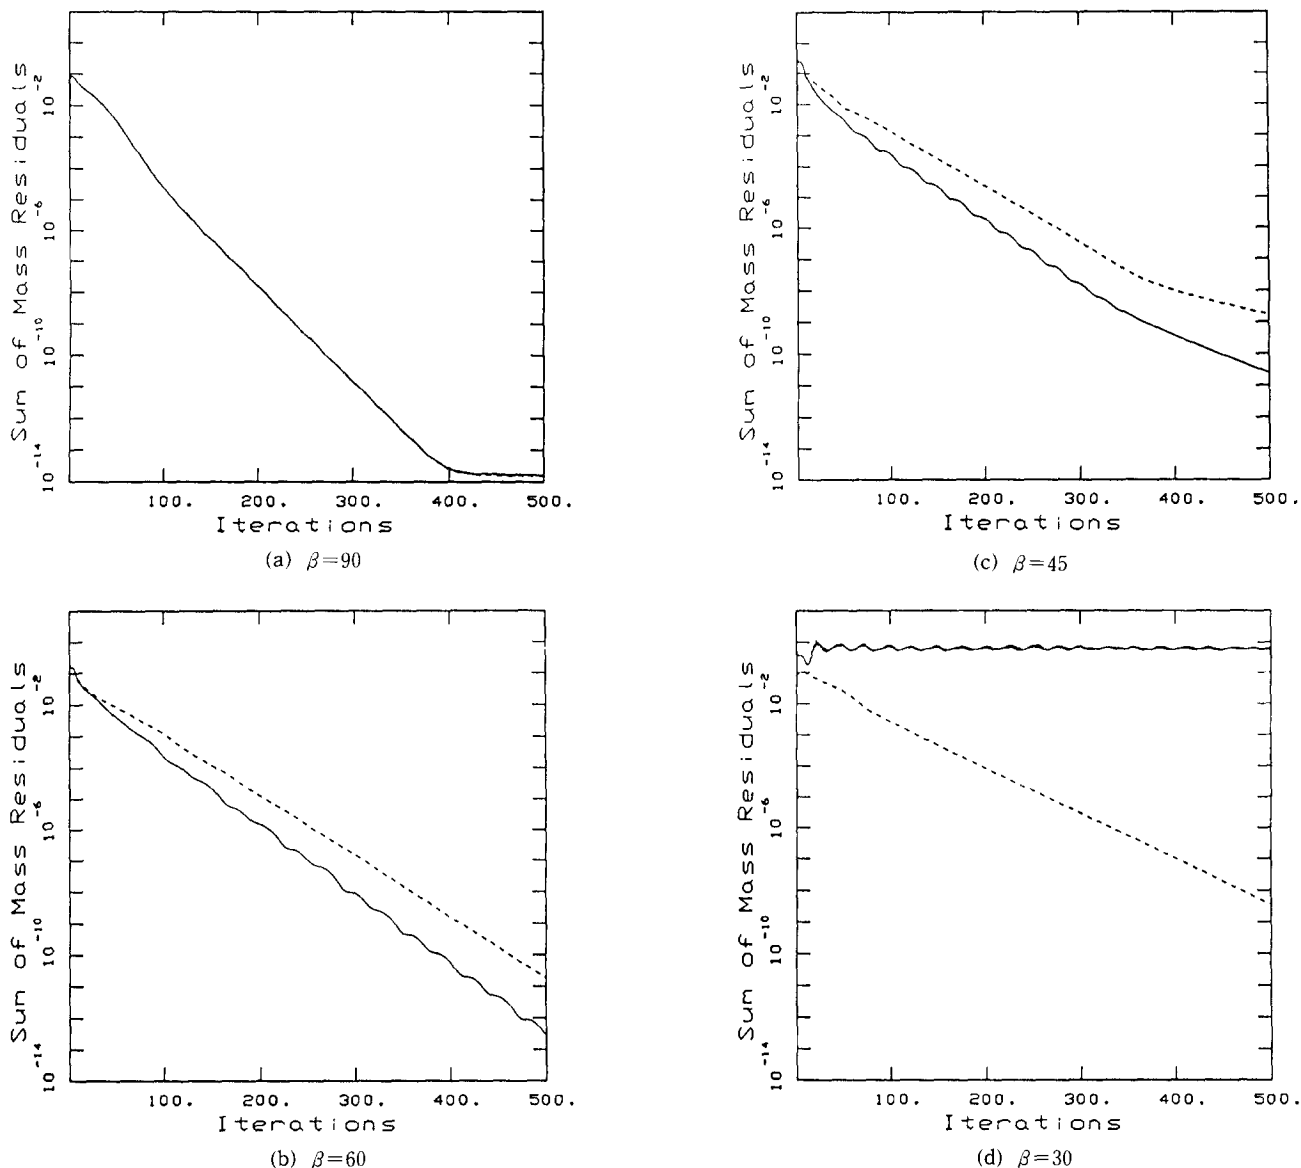 Sum of Mass Residuals
10⁻²
10⁻⁶
10⁻¹⁰
10⁻¹⁴
100. 200. 300. 400. 500.
Iterations
(a) β=90
Sum of Mass Residuals
10⁻²
10⁻⁶
10⁻¹⁰
10⁻¹⁴
100. 200. 300. 400. 500.
Iterations
(c) β=45
Sum of Mass Residuals
10⁻²
10⁻⁶
10⁻¹⁰
10⁻¹⁴
100. 200. 300. 400. 500.
Iterations
(b) β=60
Sum of Mass Residuals
10⁻²
10⁻⁶
10⁻¹⁰
10⁻¹⁴
100. 200. 300. 400. 500.
Iterations
(d) β=30